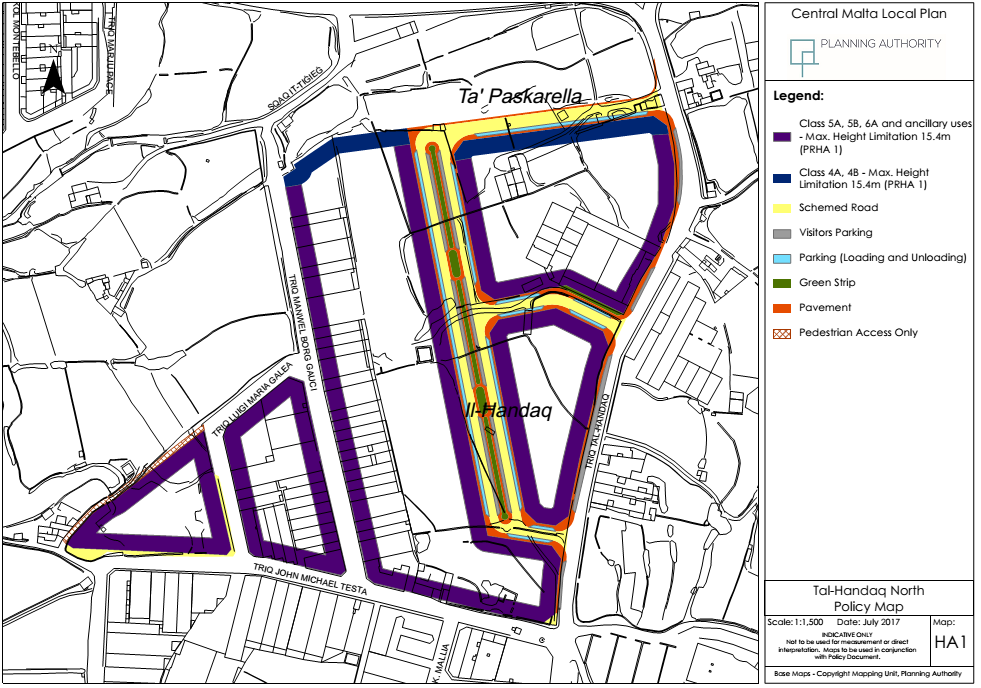 Central Malta Local Plan
PLANNING AUTHORITY
Legend:
Class 5A, 5B, 6A and ancillary uses
- Max. Height Limitation 15.4m
(PRHA 1)
Class 4A, 4B - Max. Height
Limitation 15.4m (PRHA 1)
Schemed Road
Visitors Parking
Parking (Loading and Unloading)
Green Strip
Pavement
Pedestrian Access Only
Tal-Handaq North
Policy Map
Scale: 1:1,500 Date: July 2017
INDICATIVE ONLY
Not to be used for measurement or direct
interpretation. Maps to be used in conjunction
with Policy Document.
Map:
HA1
Base Maps - Copyright Mapping Unit, Planning Authority
N
MONTEBELLO
SQAQ IT-TIĠIEĠ
Ta' Paskarella
TRIQ MANWEL BORG GAUCI
TRIQ LUIGI MARIA GALEA
Il-Handaq
TRIQ TAL-HANDAQ
TRIQ JOHN MICHAEL TESTA
K. MALLIA